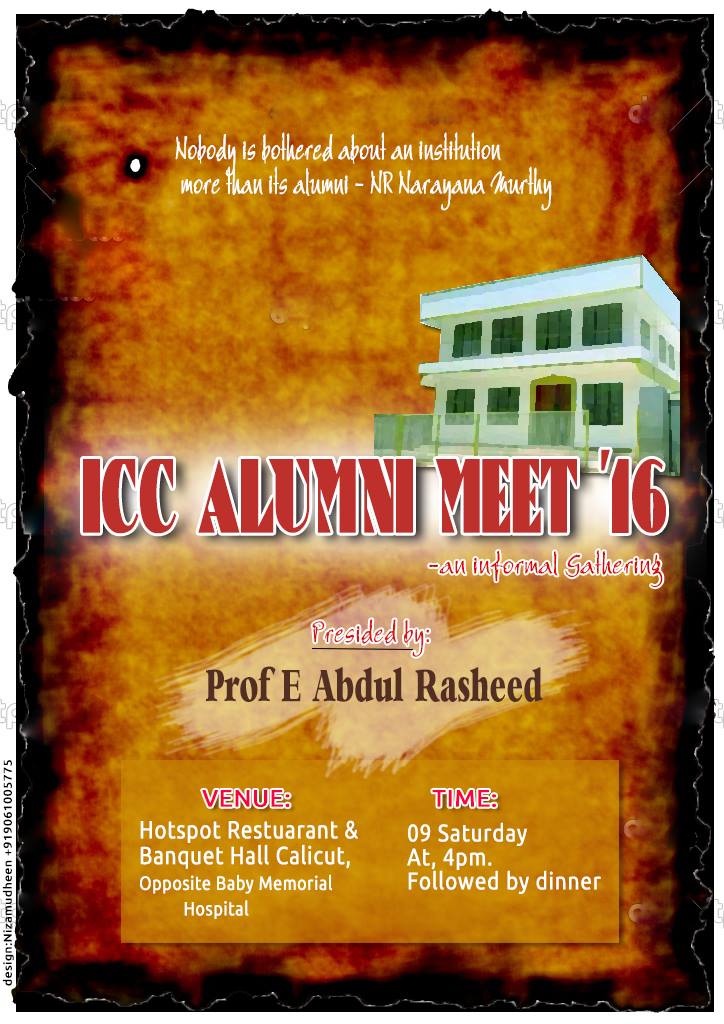 Nobody is bothered about an institution
more than its alumni - NR Narayana Murthy
ICC ALUMNI MEET '16
-an informal Gathering
Presided by:
Prof E Abdul Rasheed
VENUE:
Hotspot Restuarant &
Banquet Hall Calicut,
Opposite Baby Memorial
Hospital
TIME:
09 Saturday
At, 4pm.
Followed by dinner
design:Nizamudheen +919061005775